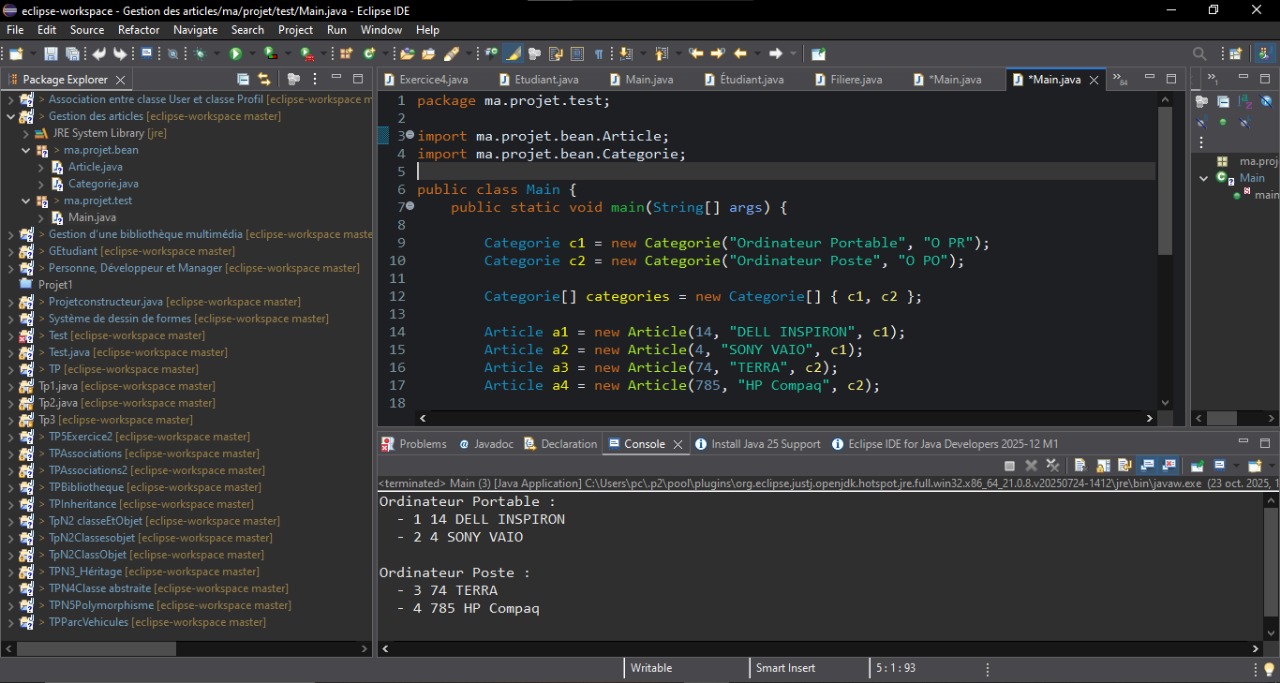 eclipse-workspace - Gestion des articles/ma/projet/test/Main.java - Eclipse IDE
File Edit Source Refactor Navigate Search Project Run Window Help
Package Explorer
> Association entre classe User et classe Profil [eclipse-workspace m
> Gestion des articles [eclipse-workspace master]
JRE System Library [jre]
> ma.projet.bean
Article.java
Categorie.java
> ma.projet.test
Main.java
> Gestion d'une bibliothèque multimédia [eclipse-workspace maste
> GEtudiant [eclipse-workspace master]
> Personne, Développeur et Manager [eclipse-workspace master]
Projet1
> Projetconstructeur.java [eclipse-workspace master]
> Système de dessin de formes [eclipse-workspace master]
> Test [eclipse-workspace master]
> Test.java [eclipse-workspace master]
> TP [eclipse-workspace master]
Tp1.java [eclipse-workspace master]
Tp2.java [eclipse-workspace master]
Tp3 [eclipse-workspace master]
> TP5Exercice2 [eclipse-workspace master]
> TPAssociations [eclipse-workspace master]
> TPAssociations2 [eclipse-workspace master]
> TPBibliotheque [eclipse-workspace master]
> TPInheritance [eclipse-workspace master]
> TpN2 classeEtObjet [eclipse-workspace master]
> TpN2Classesobjet [eclipse-workspace master]
> TpN2ClassObjet [eclipse-workspace master]
> TPN3_Héritage [eclipse-workspace master]
> TPN4Classe abstraite [eclipse-workspace master]
> TPN5Polymorphisme [eclipse-workspace master]
> TPParcVehicules [eclipse-workspace master]
Exercice4.java Etudiant.java Main.java Étudiant.java Filiere.java *Main.java *Main.java »94
1 package ma.projet.test;
2
3 import ma.projet.bean.Article;
4 import ma.projet.bean.Categorie;
5
6 public class Main {
7 public static void main(String[] args) {
8
9 Categorie c1 = new Categorie("Ordinateur Portable", "O PR");
10 Categorie c2 = new Categorie("Ordinateur Poste", "O PO");
11
12 Categorie[] categories = new Categorie[] { c1, c2 };
13
14 Article a1 = new Article(14, "DELL INSPIRON", c1);
15 Article a2 = new Article(4, "SONY VAIO", c1);
16 Article a3 = new Article(74, "TERRA", c2);
17 Article a4 = new Article(785, "HP Compaq", c2);
18
»1
ma.proj
Main
main
Problems Javadoc Declaration Console Install Java 25 Support Eclipse IDE for Java Developers 2025-12 M1
<terminated> Main (3) [Java Application] C:\Users\pc\.p2\pool\plugins\org.eclipse.justj.openjdk.hotspot.jre.full.win32.x86_64_21.0.8.v20250724-1412\jre\bin\javaw.exe (23 oct. 2025, 1
Ordinateur Portable :
- 1 14 DELL INSPIRON
- 2 4 SONY VAIO
Ordinateur Poste :
- 3 74 TERRA
- 4 785 HP Compaq
Writable Smart Insert 5 : 1 : 93